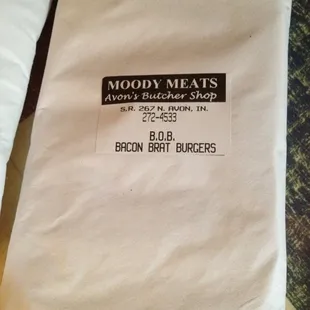 MOODY MEATS
Avon's Butcher Shop
S.R. 267 N. AVON, IN.
272-4533
B.O.B.
BACON BRAT BURGERS